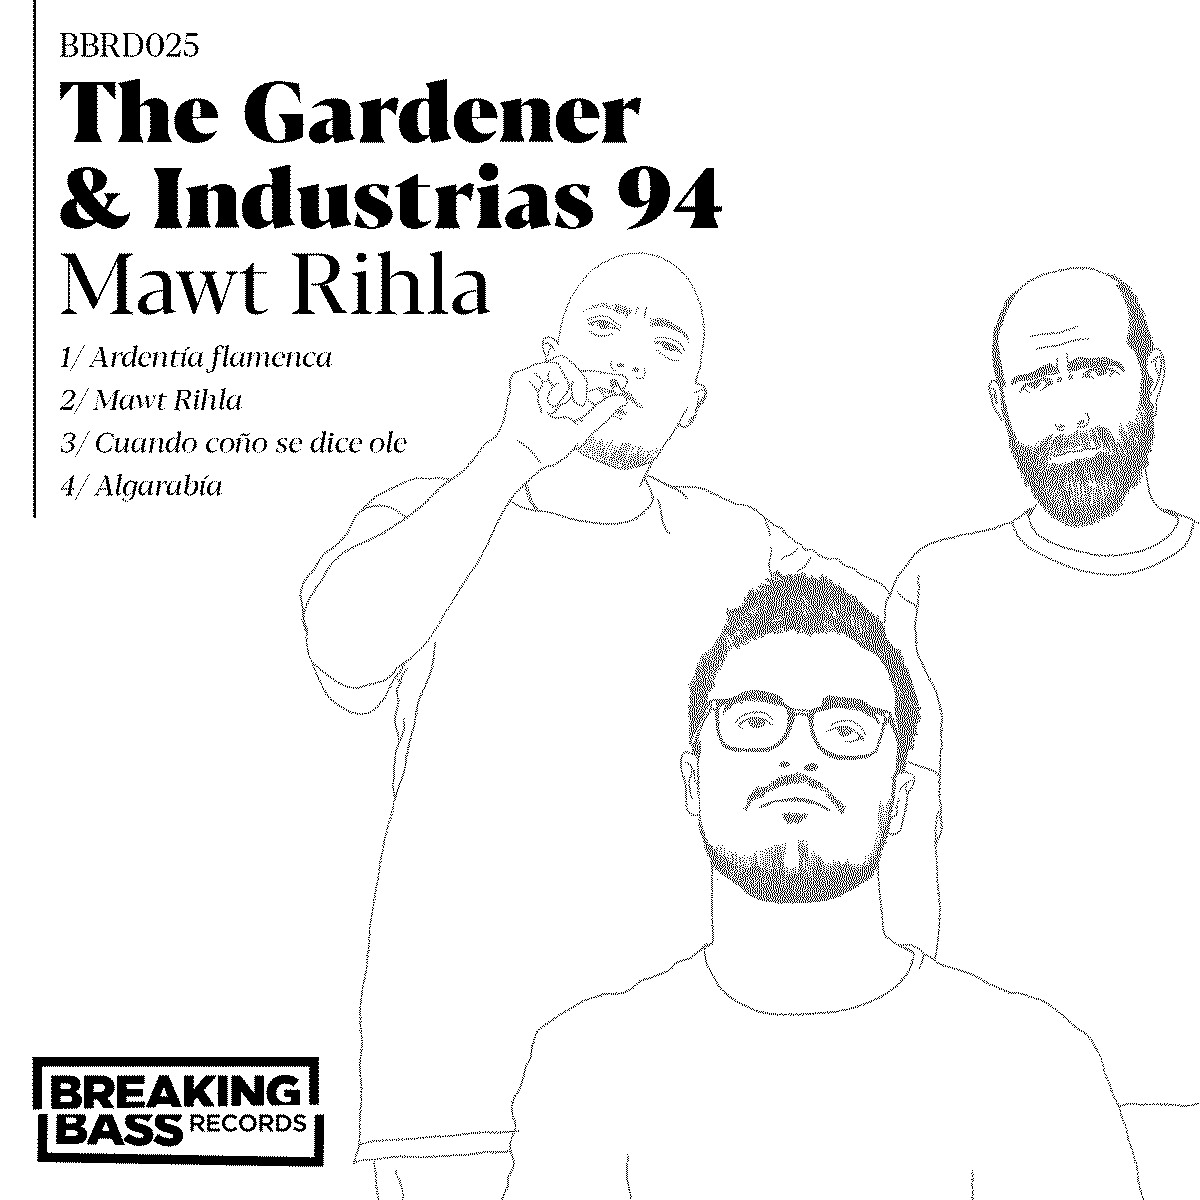 BBRD025
The Gardener
& Industrias 94
Mawt Rihla
1/ Ardentía flamenca
2/ Mawt Rihla
3/ Cuando coño se dice ole
4/ Algarabía
BREAKING
BASS RECORDS